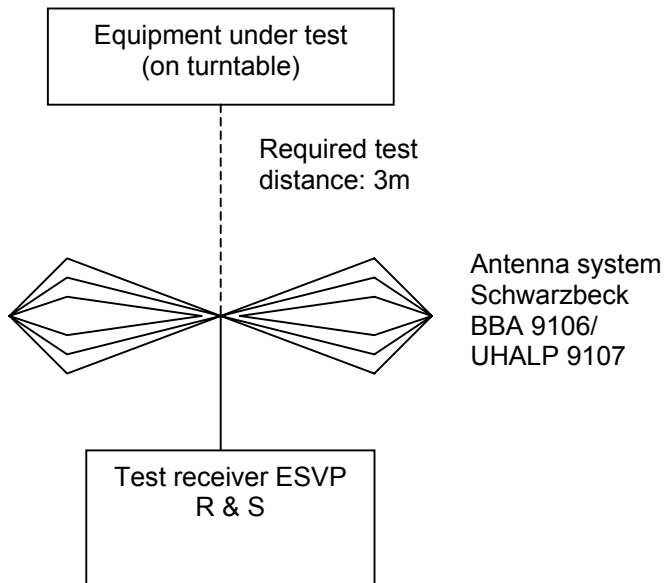 Equipment under test
(on turntable)
Required test
distance: 3m
Antenna system
Schwarzbeck
BBA 9106/
UHALP 9107
Test receiver ESVP
R & S